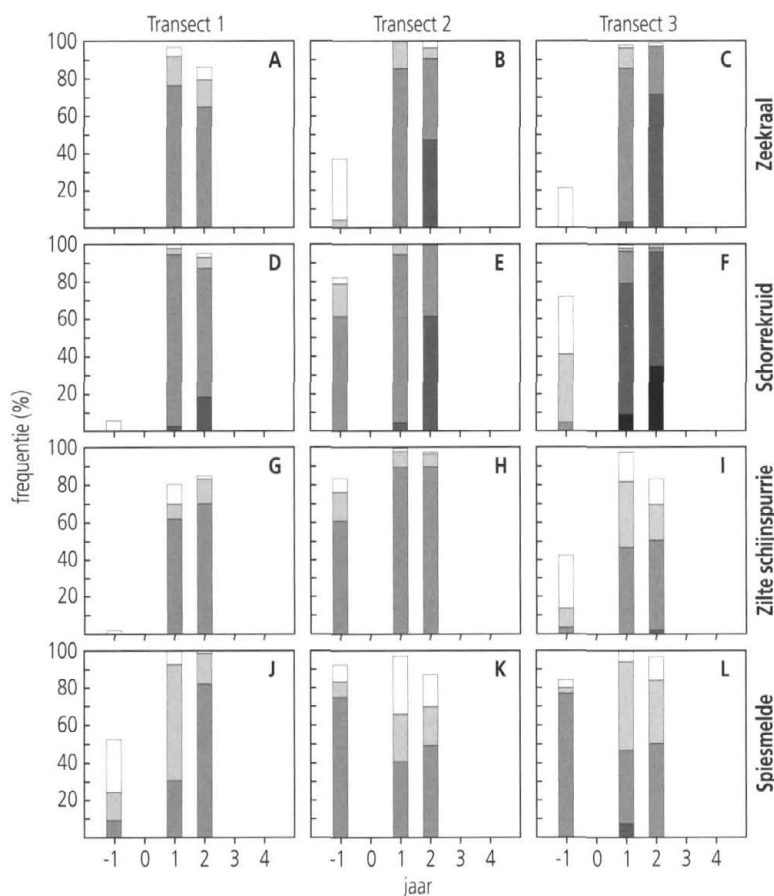 Transect 1 Transect 2 Transect 3
100 A B C
80
60
40
20
Zeekraal
100 D E F
80
60
40
20
Schorrekruid
100 G H I
80
60
40
20
Zilte schijnspurrie
100 J K L
80
60
40
20
Spiesmelde
frequentie (%)
-1 0 1 2 3 4 -1 0 1 2 3 4 -1 0 1 2 3 4
jaar